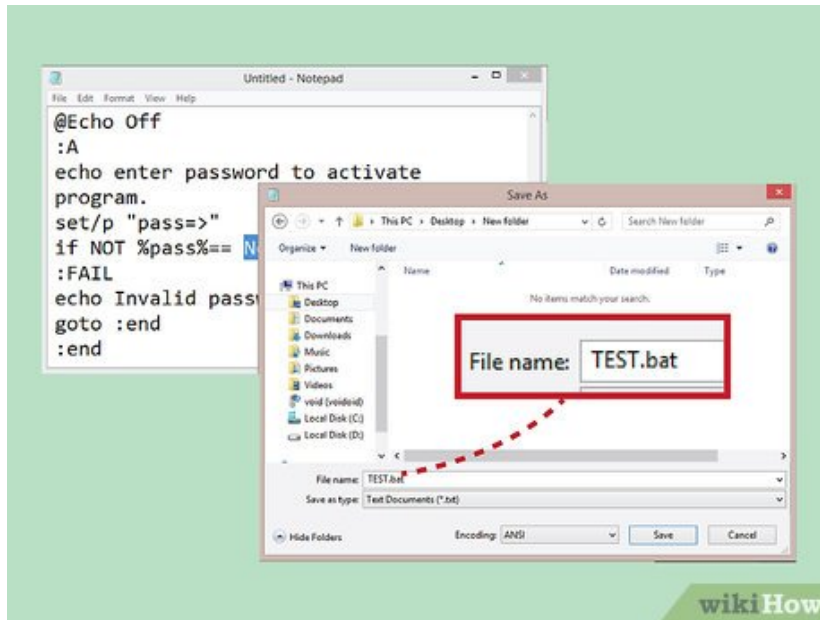 Untitled - Notepad
File Edit Format View Help
@Echo Off
:A
echo enter password to activate
program.
set/p "pass=>"
if NOT %pass%==
:FAIL
echo Invalid
goto :end
:end
Save As
This PC Desktop New folder
Search New folder
Organize New folder
Name Date modified Type
No items match your search.
This PC
Desktop
Documents
Downloads
Music
Pictures
Videos
void (voidoid)
Local Disk (C:)
Local Disk (D:)
File name: TEST.bat
File name: TEST.bat
Save as type: Text Documents (*.txt)
Hide Folders Encoding: ANSI Save Cancel
wikiHow